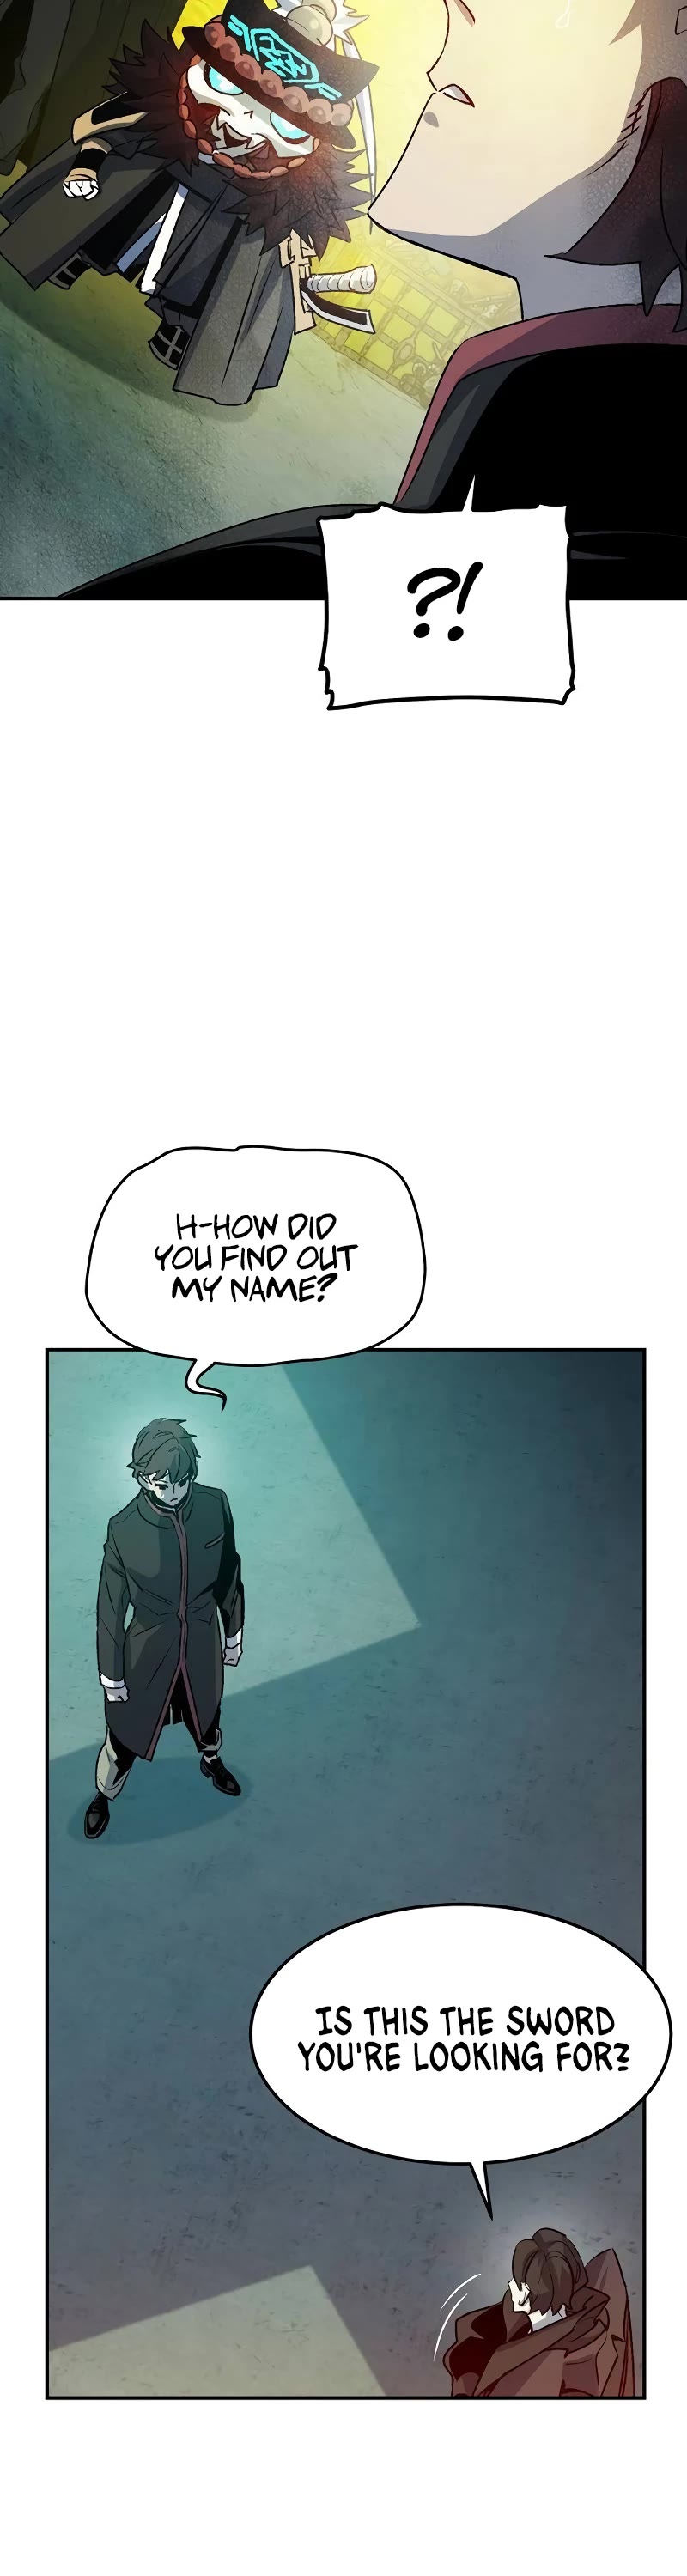 ?!
H-HOW DID
YOU FIND OUT
MY NAME?
IS THIS THE SWORD
YOU'RE LOOKING FOR?